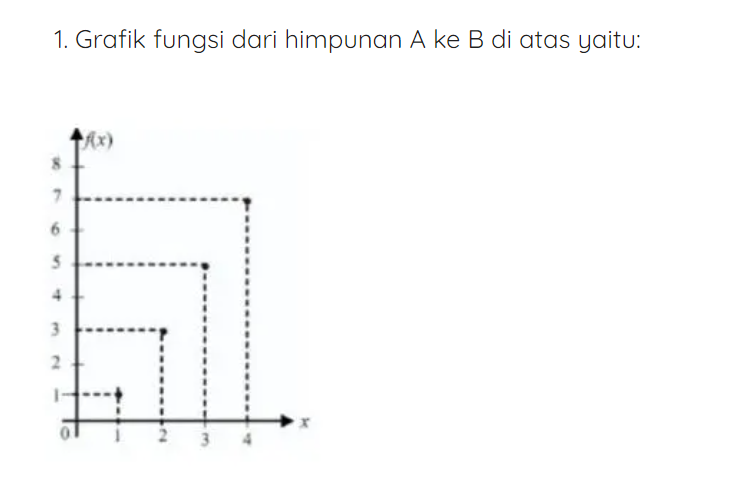 1. Grafik fungsi dari himpunan A ke B di atas yaitu:
f(x)
8
7
6
5
4
3
2
1
0 1 2 3 4 x